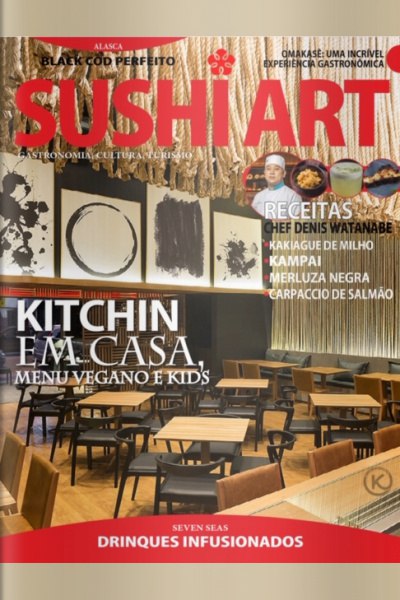 ALASCA
BLACK COD PERFEITO
OMAKASÊ: UMA INCRÍVEL
EXPERIÊNCIA GASTRONÔMICA
SUSHI ART
GASTRONOMIA, CULTURA, TURISMO
RECEITAS
CHEF DENIS WATANABE
•KAKIAGUE DE MILHO
•KAMPAI
•MERLUZA NEGRA
•CARPACCIO DE SALMÃO
KITCHIN
EM CASA,
MENU VEGANO E KIDS
K
SEVEN SEAS
DRINQUES INFUSIONADOS